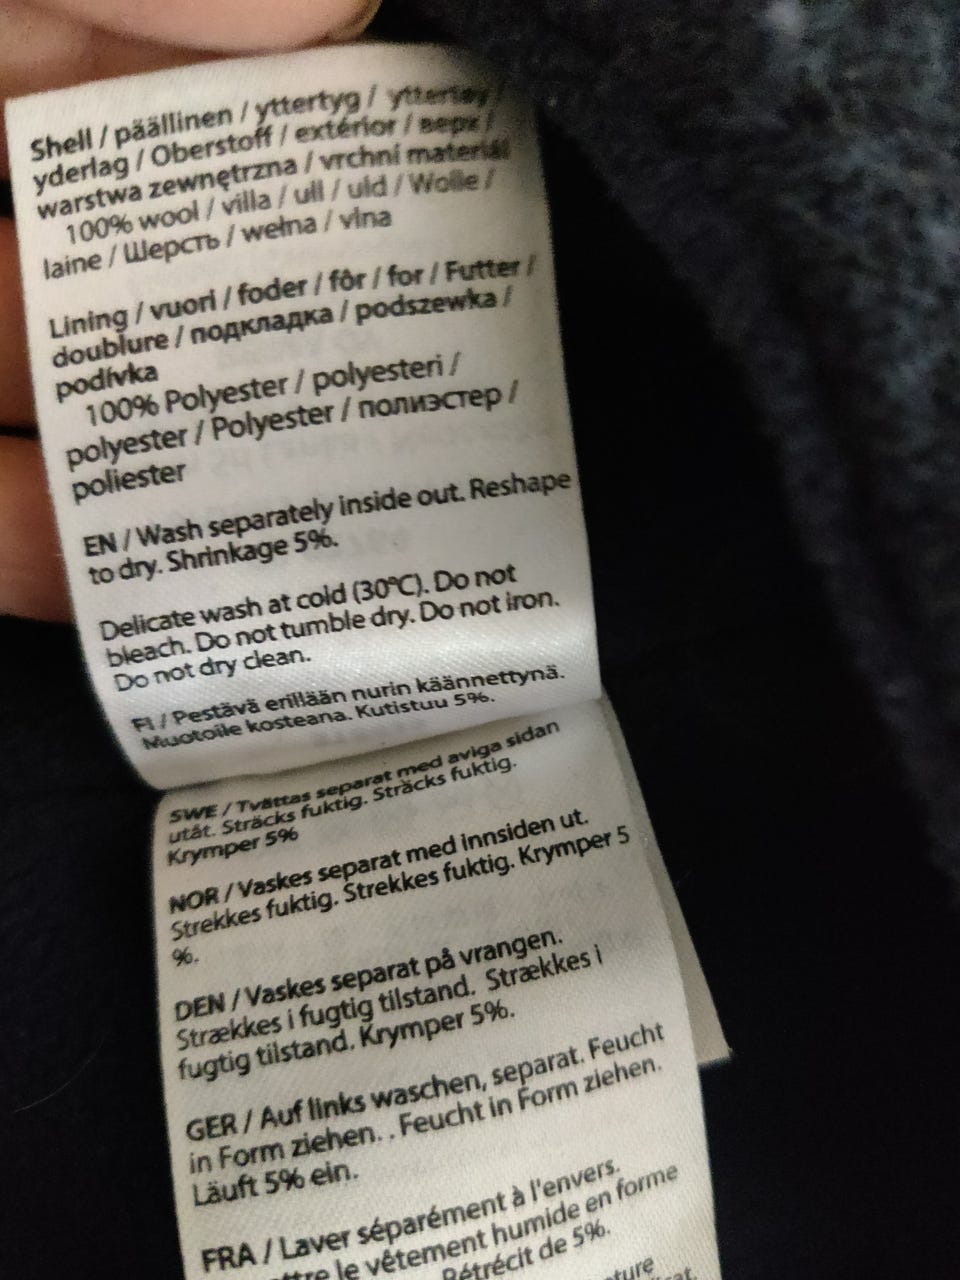 Shell / päällinen / yttertyg / ytterlag /
yderlag / Oberstoff / extérior / верх /
warstwa zewnętrzna / vrchní materiál
100% wool / villa / ull / uld / Wolle /
laine / Шерсть / wełna / vlna
Lining / vuori / foder / fôr / for / Futter /
doublure / подкладка / podszewka /
podívka
100% Polyester / polyesteri /
polyester / Polyester / полиэстер /
poliester
EN / Wash separately inside out. Reshape
to dry. Shrinkage 5%.
Delicate wash at cold (30°C). Do not
bleach. Do not tumble dry. Do not iron.
Do not dry clean.
FI / Pestävä erillään nurin käännettynä.
Muotoile kosteana. Kutistuu 5%.
SWE / Tvättas separat med aviga sidan
utåt. Sträcks fuktig. Sträcks fuktig.
Krymper 5%
NOR / Vaskes separat med innsiden ut.
Strekkes fuktig. Strekkes fuktig. Krymper 5
%.
DEN / Vaskes separat på vrangen.
Strækkes i fugtig tilstand. Strækkes i
fugtig tilstand. Krymper 5%.
GER / Auf links waschen, separat. Feucht
in Form ziehen. . Feucht in Form ziehen.
Läuft 5% ein.
FRA / Laver séparément à l'envers.
le vêtement humide en forme
Rétrécit de 5%.